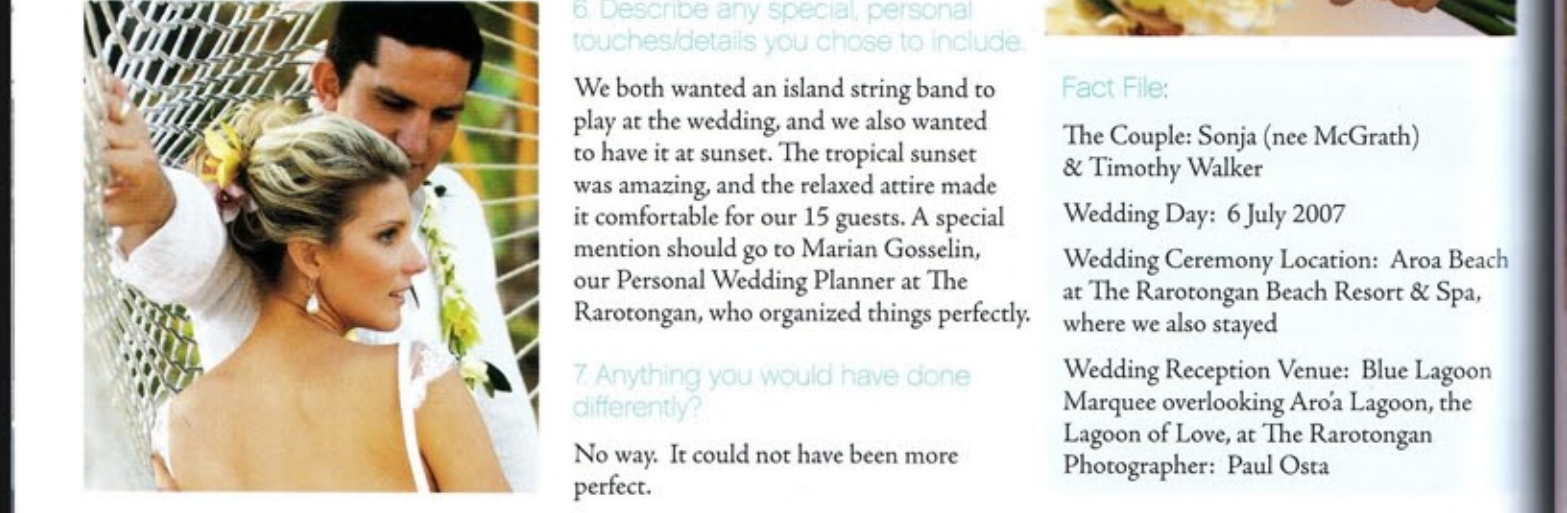 6. Describe any special, personal
touches/details you chose to include.
We both wanted an island string band to
play at the wedding, and we also wanted
to have it at sunset. The tropical sunset
was amazing, and the relaxed attire made
it comfortable for our 15 guests. A special
mention should go to Marian Gosselin,
our Personal Wedding Planner at The
Rarotongan, who organized things perfectly.
7. Anything you would have done
differently?
No way. It could not have been more
perfect.
Fact File:
The Couple: Sonja (nee McGrath)
& Timothy Walker
Wedding Day: 6 July 2007
Wedding Ceremony Location: Aroa Beach
at The Rarotongan Beach Resort & Spa,
where we also stayed
Wedding Reception Venue: Blue Lagoon
Marquee overlooking Aro'a Lagoon, the
Lagoon of Love, at The Rarotongan
Photographer: Paul Osta